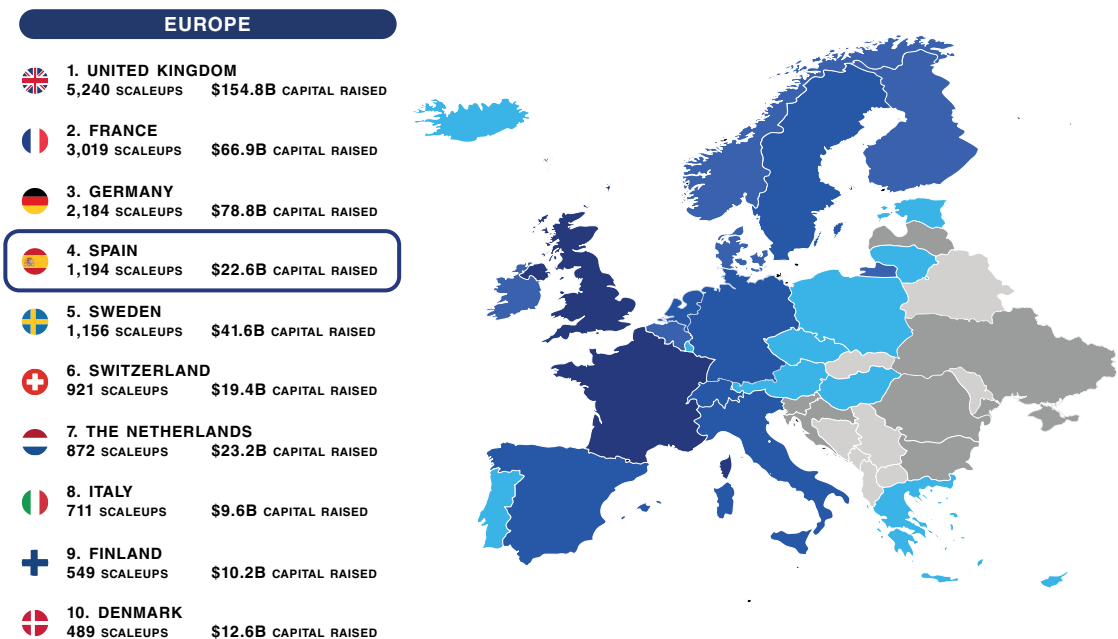 EUROPE
1. UNITED KINGDOM
5,240 SCALEUPS $154.8B CAPITAL RAISED
2. FRANCE
3,019 SCALEUPS $66.9B CAPITAL RAISED
3. GERMANY
2,184 SCALEUPS $78.8B CAPITAL RAISED
4. SPAIN
1,194 SCALEUPS $22.6B CAPITAL RAISED
5. SWEDEN
1,156 SCALEUPS $41.6B CAPITAL RAISED
6. SWITZERLAND
921 SCALEUPS $19.4B CAPITAL RAISED
7. THE NETHERLANDS
872 SCALEUPS $23.2B CAPITAL RAISED
8. ITALY
711 SCALEUPS $9.6B CAPITAL RAISED
9. FINLAND
549 SCALEUPS $10.2B CAPITAL RAISED
10. DENMARK
489 SCALEUPS $12.6B CAPITAL RAISED